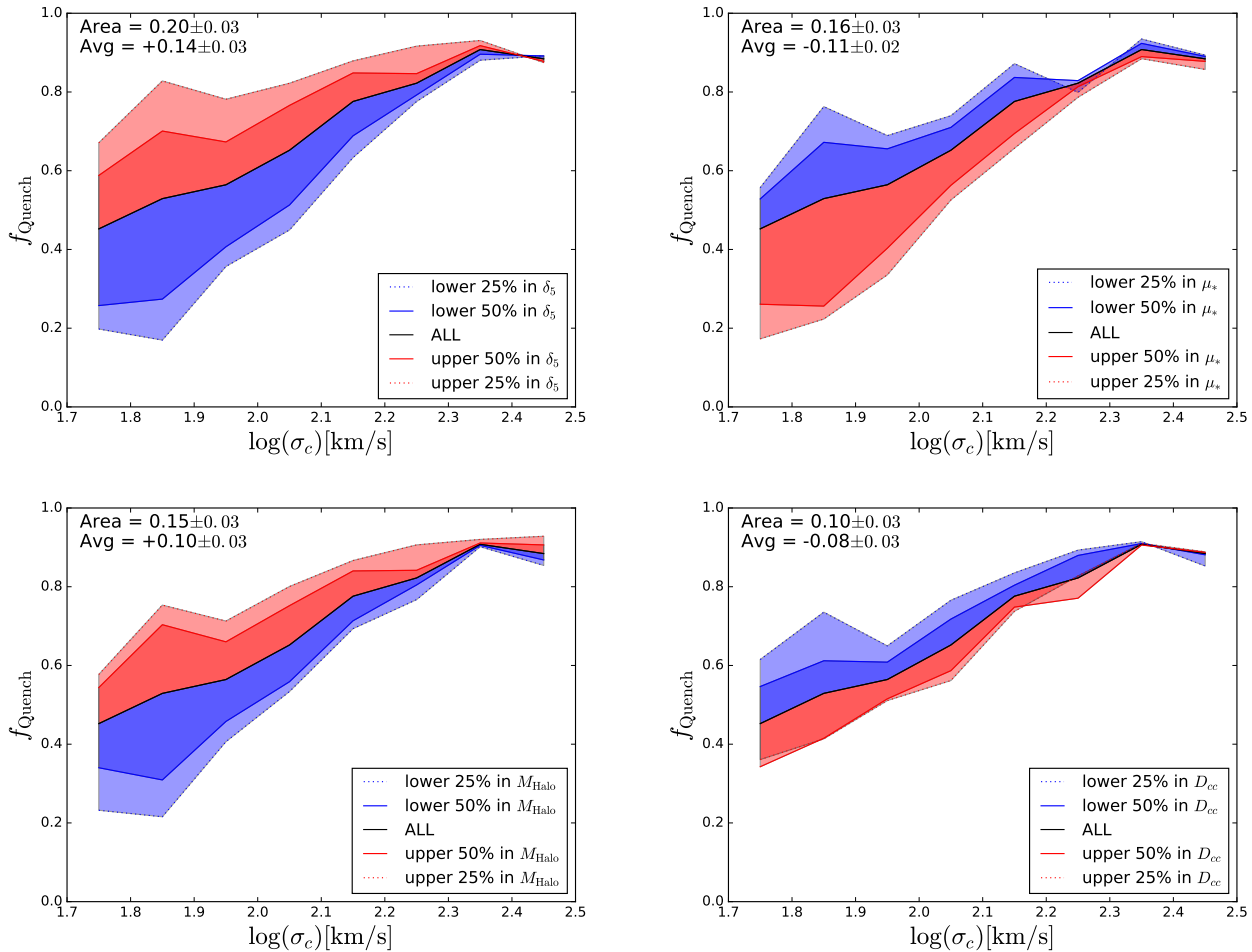 Area = 0.20±0.03
Avg = +0.14±0.03
1.0
0.8
0.6
0.4
0.2
0.0
f_Quench
lower 25% in δ₅
lower 50% in δ₅
ALL
upper 50% in δ₅
upper 25% in δ₅
1.7 1.8 1.9 2.0 2.1 2.2 2.3 2.4 2.5
log(σ_c)[km/s]
Area = 0.16±0.03
Avg = -0.11±0.02
1.0
0.8
0.6
0.4
0.2
0.0
f_Quench
lower 25% in μ_*
lower 50% in μ_*
ALL
upper 50% in μ_*
upper 25% in μ_*
1.7 1.8 1.9 2.0 2.1 2.2 2.3 2.4 2.5
log(σ_c)[km/s]
Area = 0.15±0.03
Avg = +0.10±0.03
1.0
0.8
0.6
0.4
0.2
0.0
f_Quench
lower 25% in M_Halo
lower 50% in M_Halo
ALL
upper 50% in M_Halo
upper 25% in M_Halo
1.7 1.8 1.9 2.0 2.1 2.2 2.3 2.4 2.5
log(σ_c)[km/s]
Area = 0.10±0.03
Avg = -0.08±0.03
1.0
0.8
0.6
0.4
0.2
0.0
f_Quench
lower 25% in D_cc
lower 50% in D_cc
ALL
upper 50% in D_cc
upper 25% in D_cc
1.7 1.8 1.9 2.0 2.1 2.2 2.3 2.4 2.5
log(σ_c)[km/s]